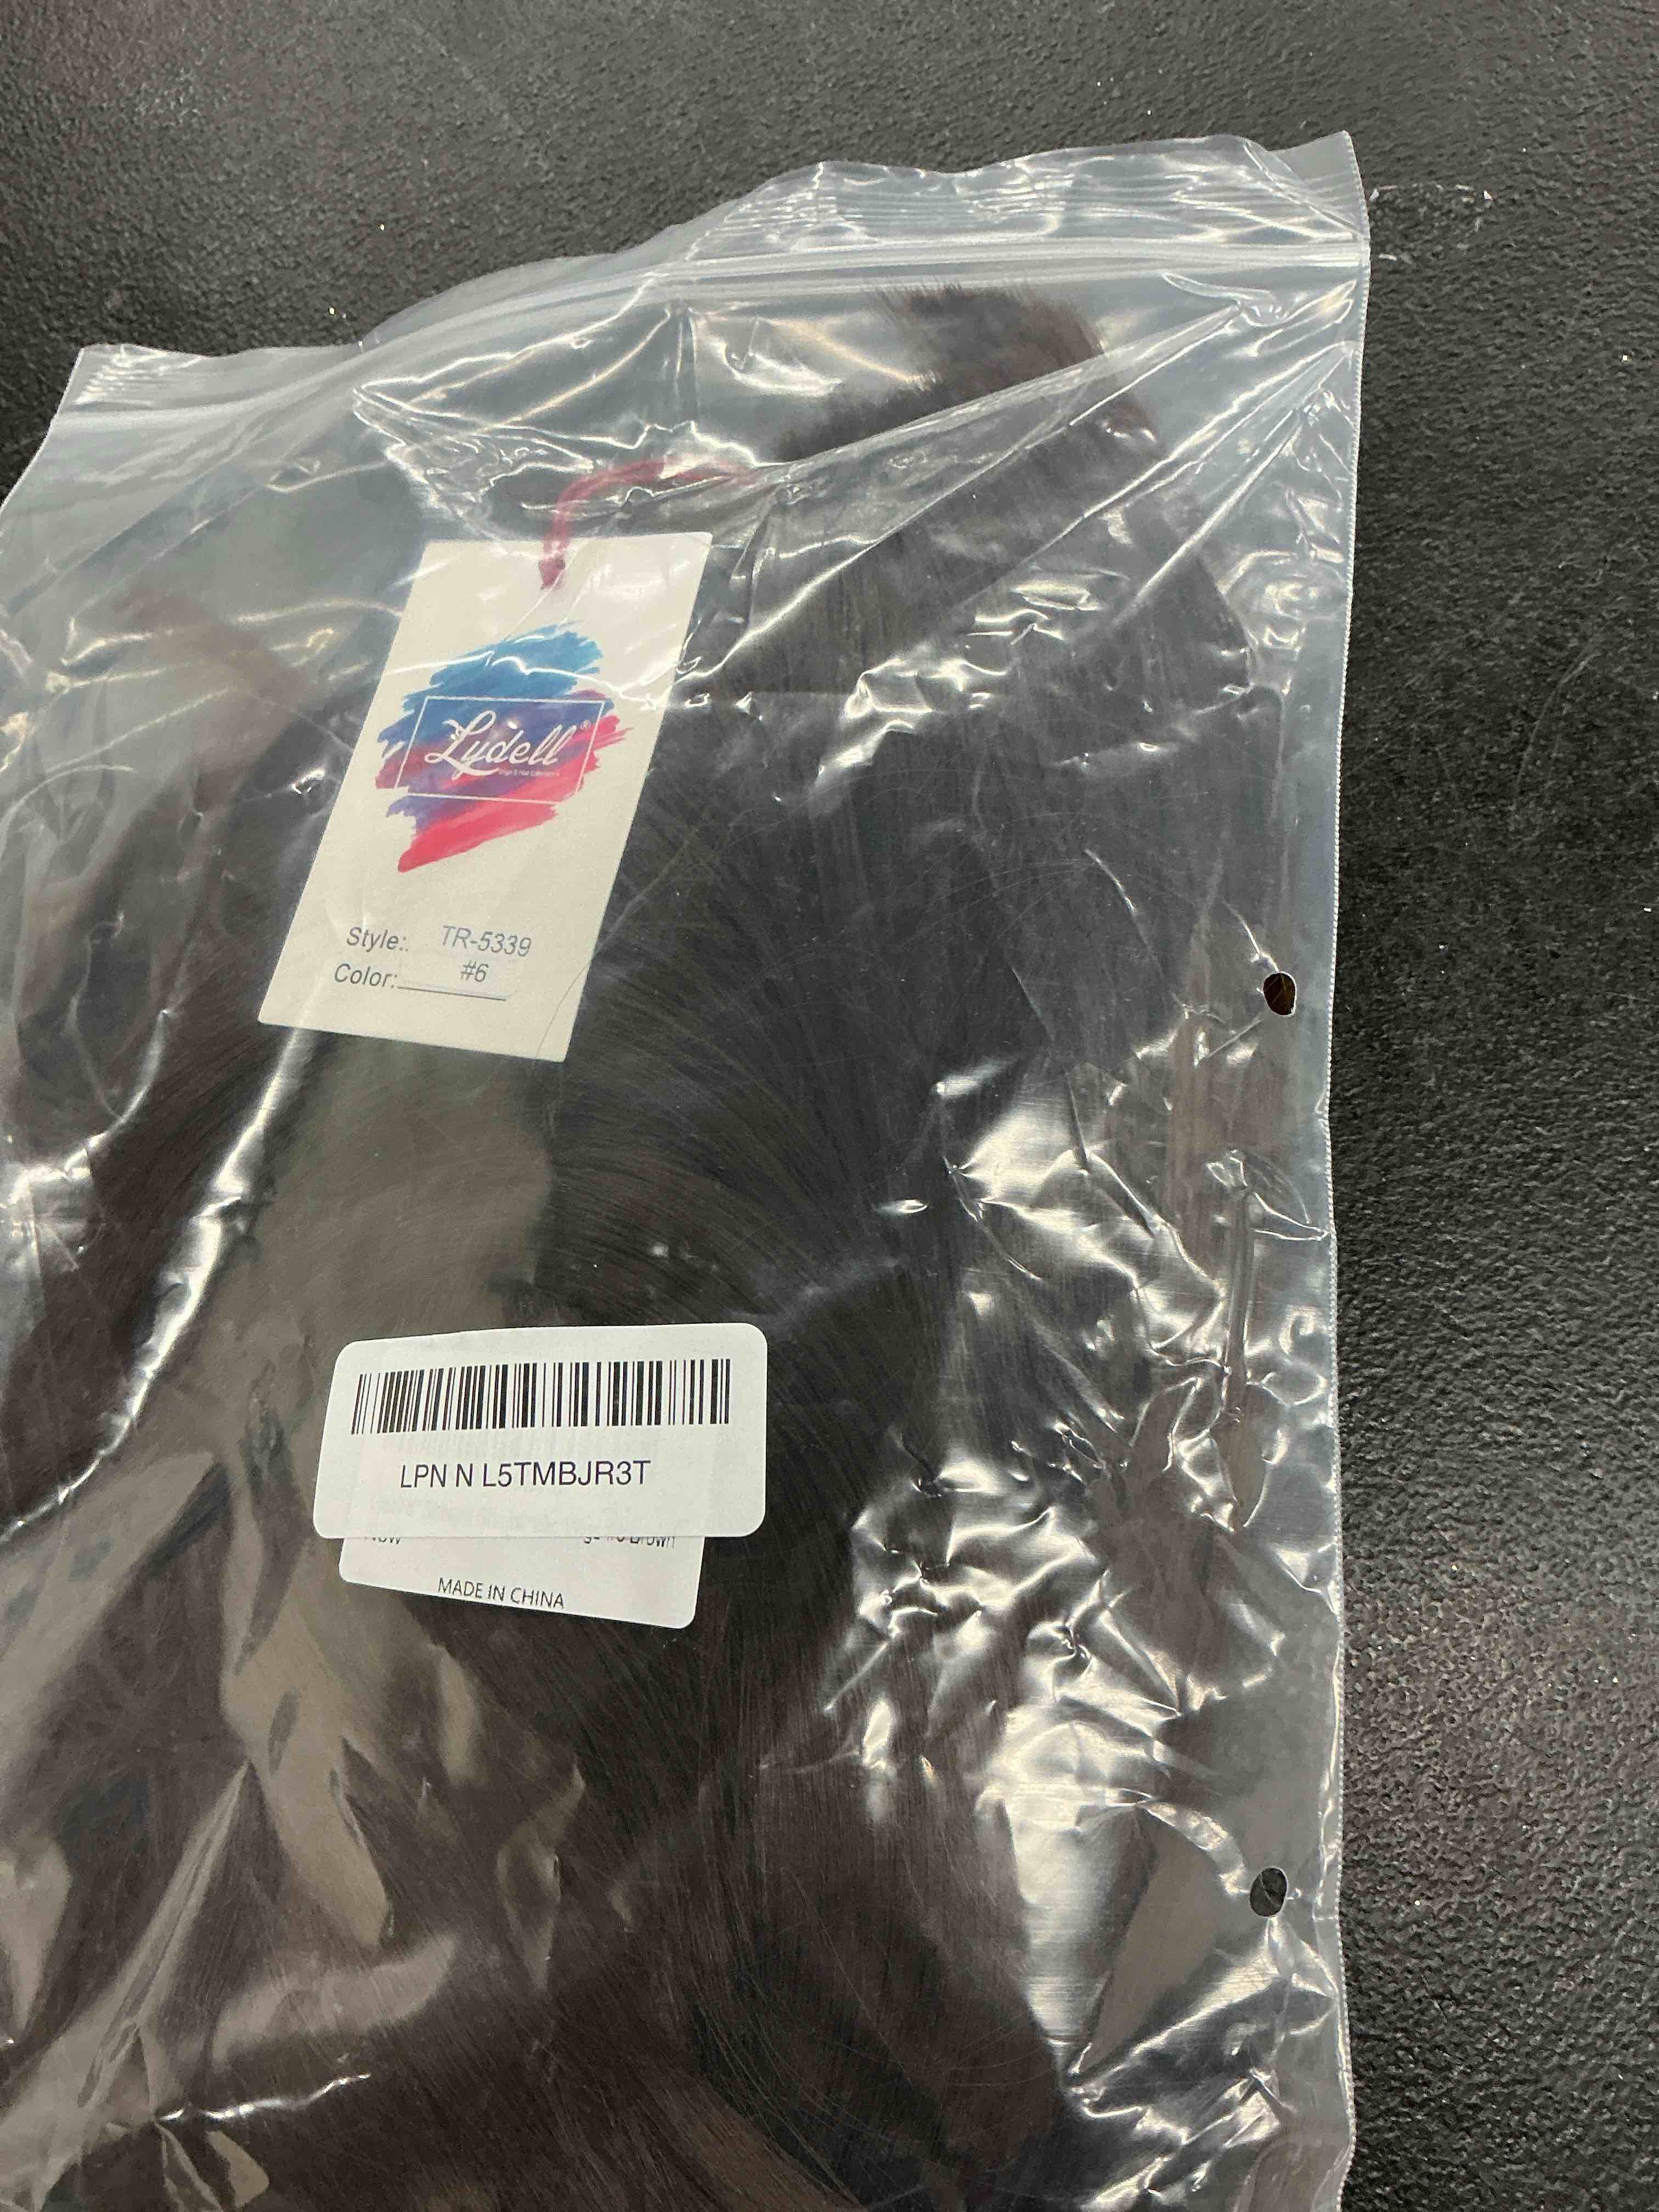 Lydell®
Style: TR-5339
Color: #6
LPN N L5TMBJR3T
MADE IN CHINA